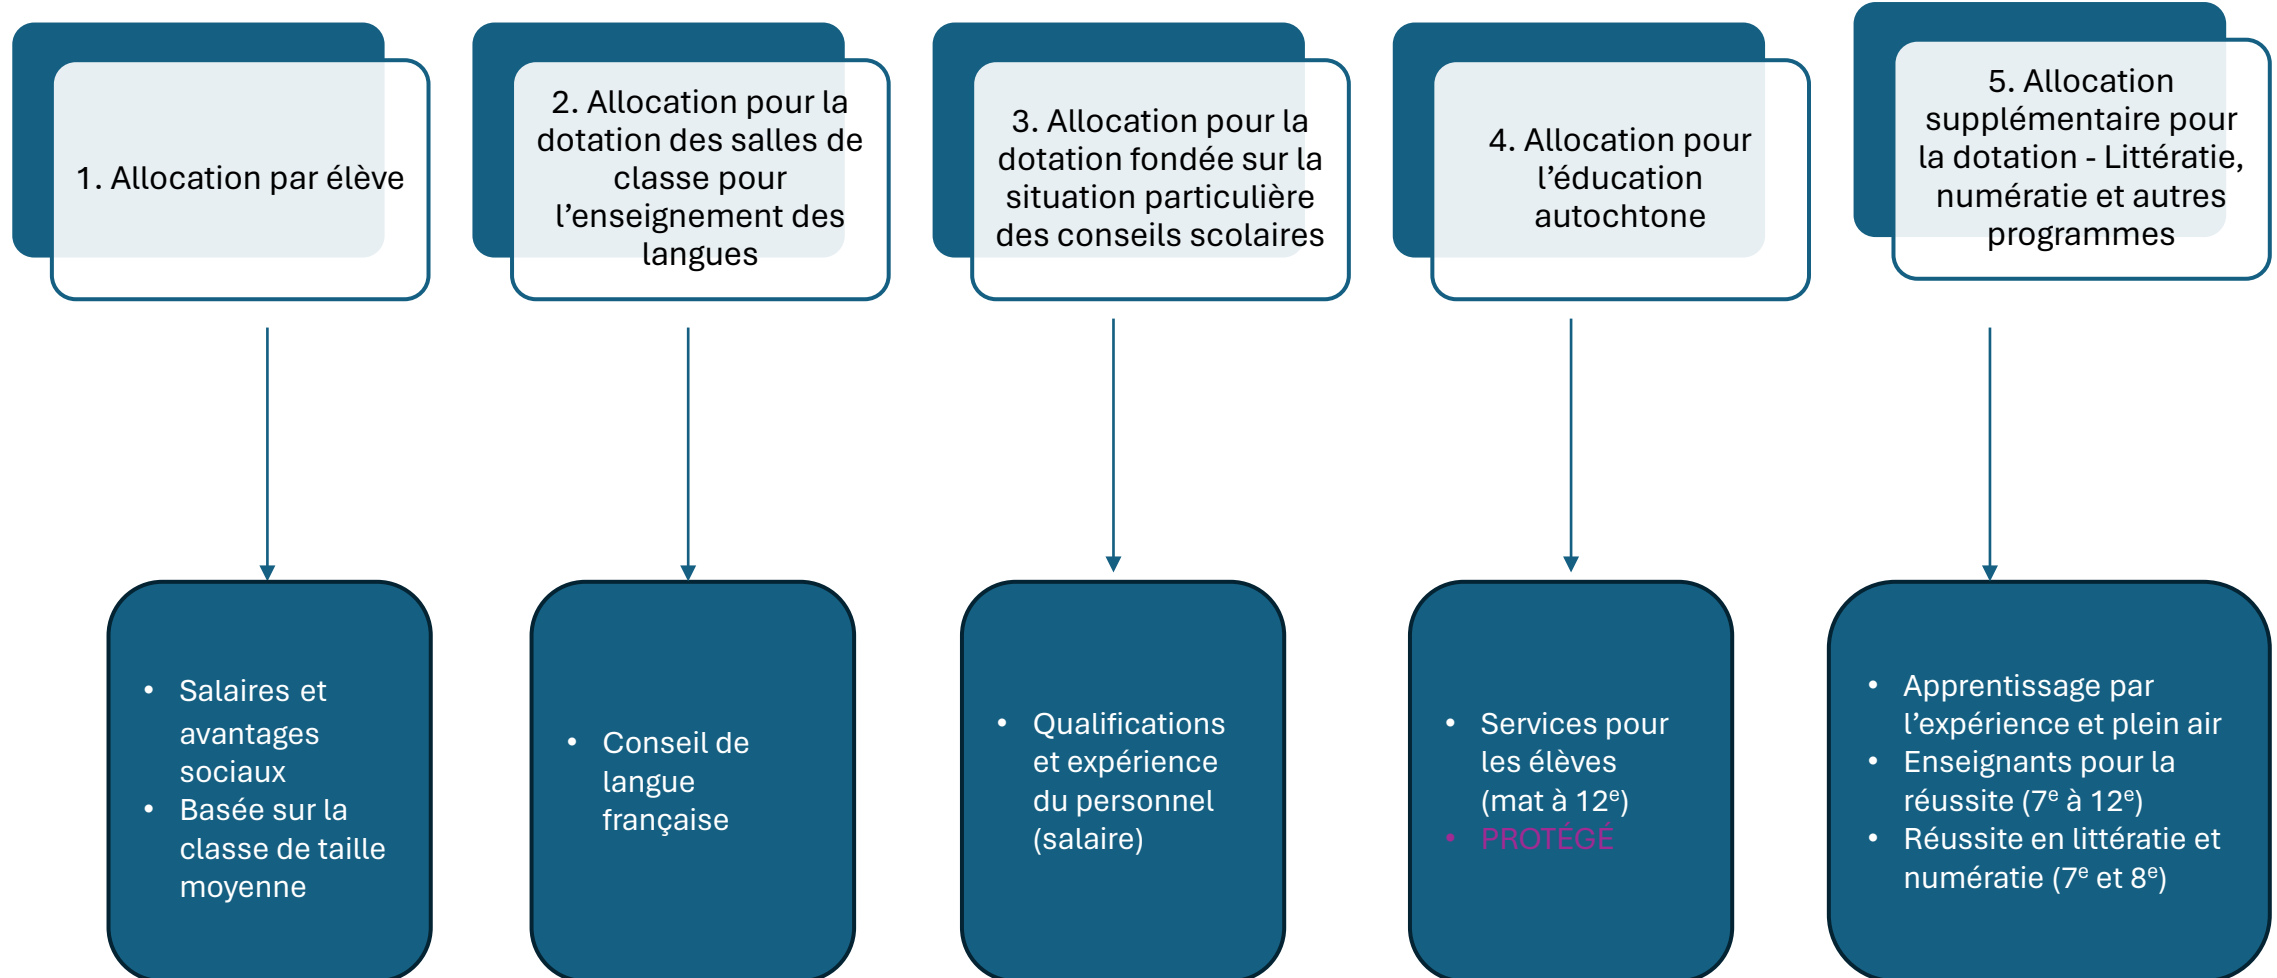 1. Allocation par élève
2. Allocation pour la
dotation des salles de
classe pour
l’enseignement des
langues
3. Allocation pour la
dotation fondée sur la
situation particulière
des conseils scolaires
4. Allocation pour
l’éducation
autochtone
5. Allocation
supplémentaire pour
la dotation - Littératie,
numératie et autres
programmes
• Salaires et
avantages
sociaux
• Basée sur la
classe de taille
moyenne
• Conseil de
langue
française
• Qualifications
et expérience
du personnel
(salaire)
• Services pour
les élèves
(mat à 12ᵉ)
• PROTÉGÉ
• Apprentissage par
l’expérience et plein air
• Enseignants pour la
réussite (7ᵉ à 12ᵉ)
• Réussite en littératie et
numératie (7ᵉ et 8ᵉ)